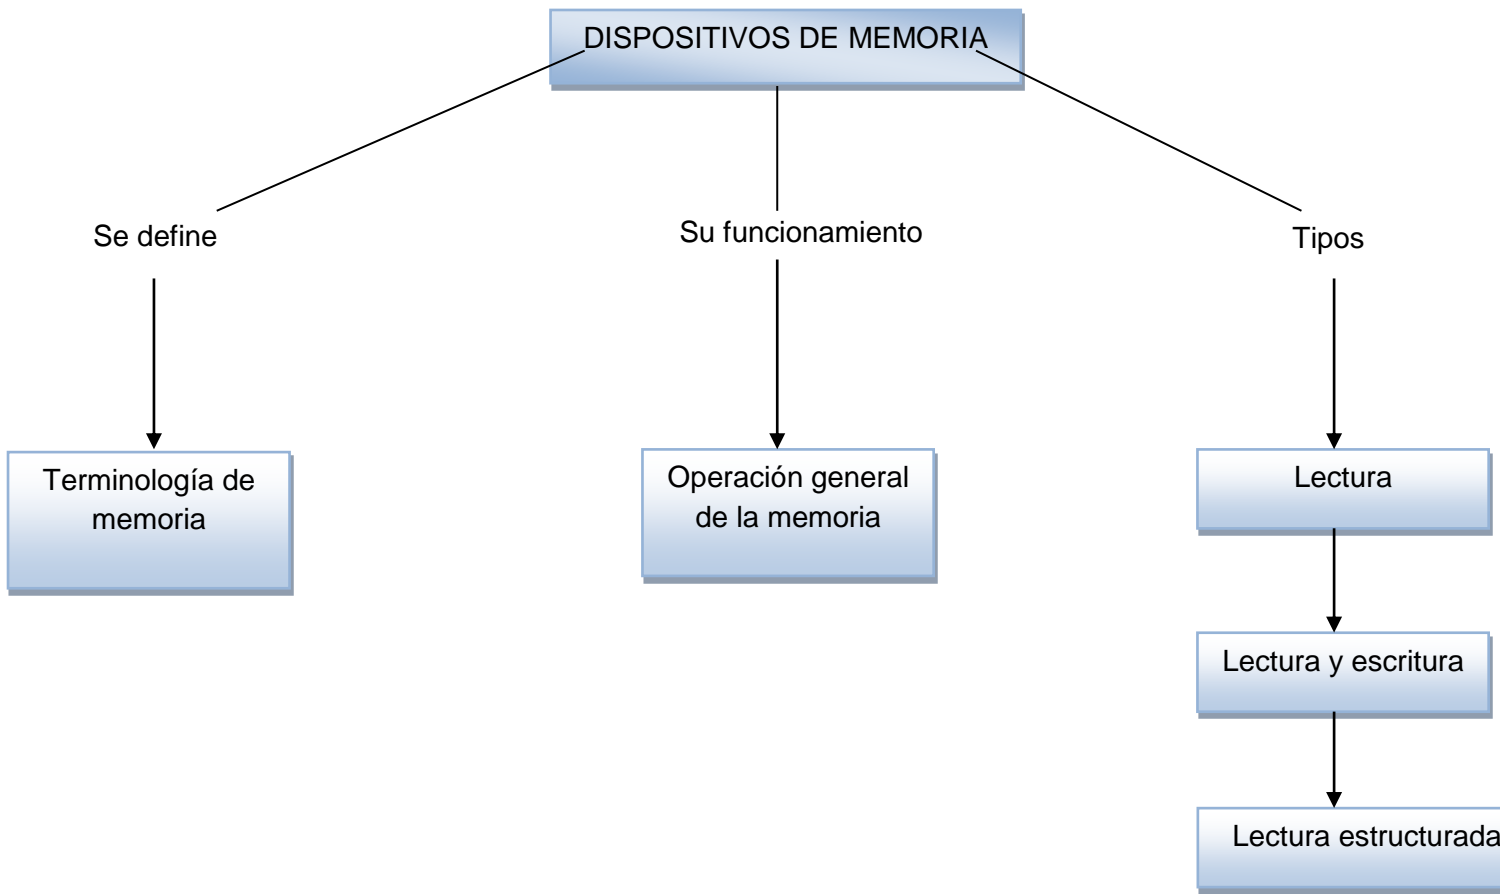 DISPOSITIVOS DE MEMORIA
Se define
Su funcionamiento
Tipos
Terminología de
memoria
Operación general
de la memoria
Lectura
Lectura y escritura
Lectura estructurada